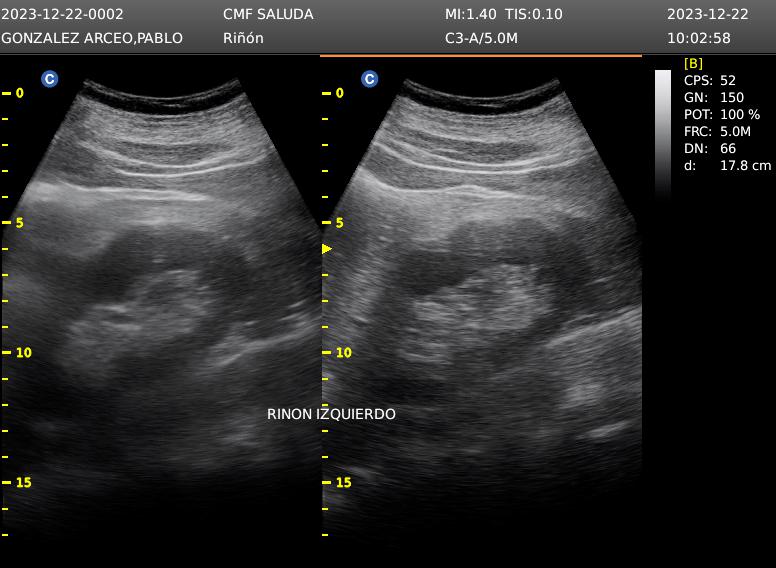 2023-12-22-0002 CMF SALUDA MI:1.40 TIS:0.10 2023-12-22
GONZALEZ ARCEO,PABLO Riñón C3-A/5.0M 10:02:58
[B]
CPS: 52
GN: 150
POT: 100 %
FRC: 5.0M
DN: 66
d: 17.8 cm
C C
0 0
5 5
10 10
RINON IZQUIERDO
15 15